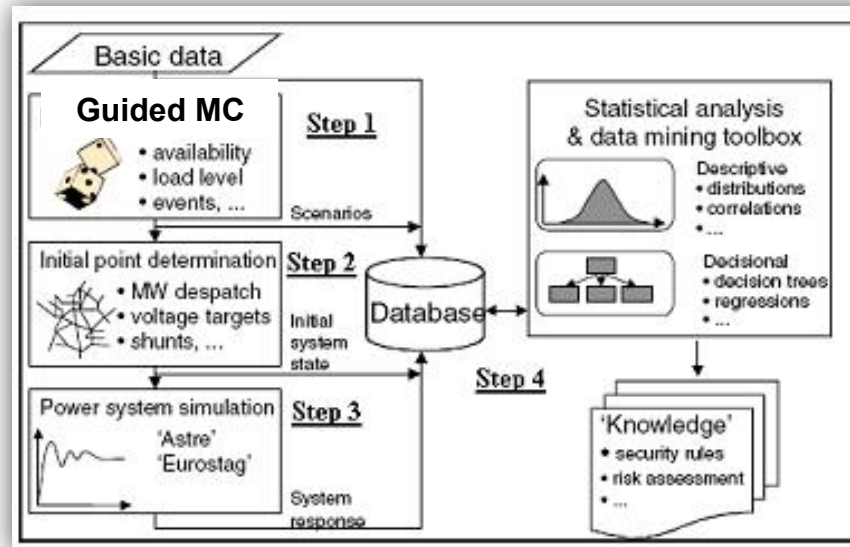 Basic data
Guided MC
• availability
• load level
• events, ...
Step 1
Scenarios
Initial point determination
• MW despatch
• voltage targets
• shunts, ...
Step 2
Initial
system
state
Power system simulation
'Astre'
'Eurostag'
Step 3
System
response
Database
Statistical analysis
& data mining toolbox
Descriptive
• distributions
• correlations
• ...
Decisional
• decision trees
• regressions
• ...
Step 4
'Knowledge'
• security rules
• risk assessment
• ...